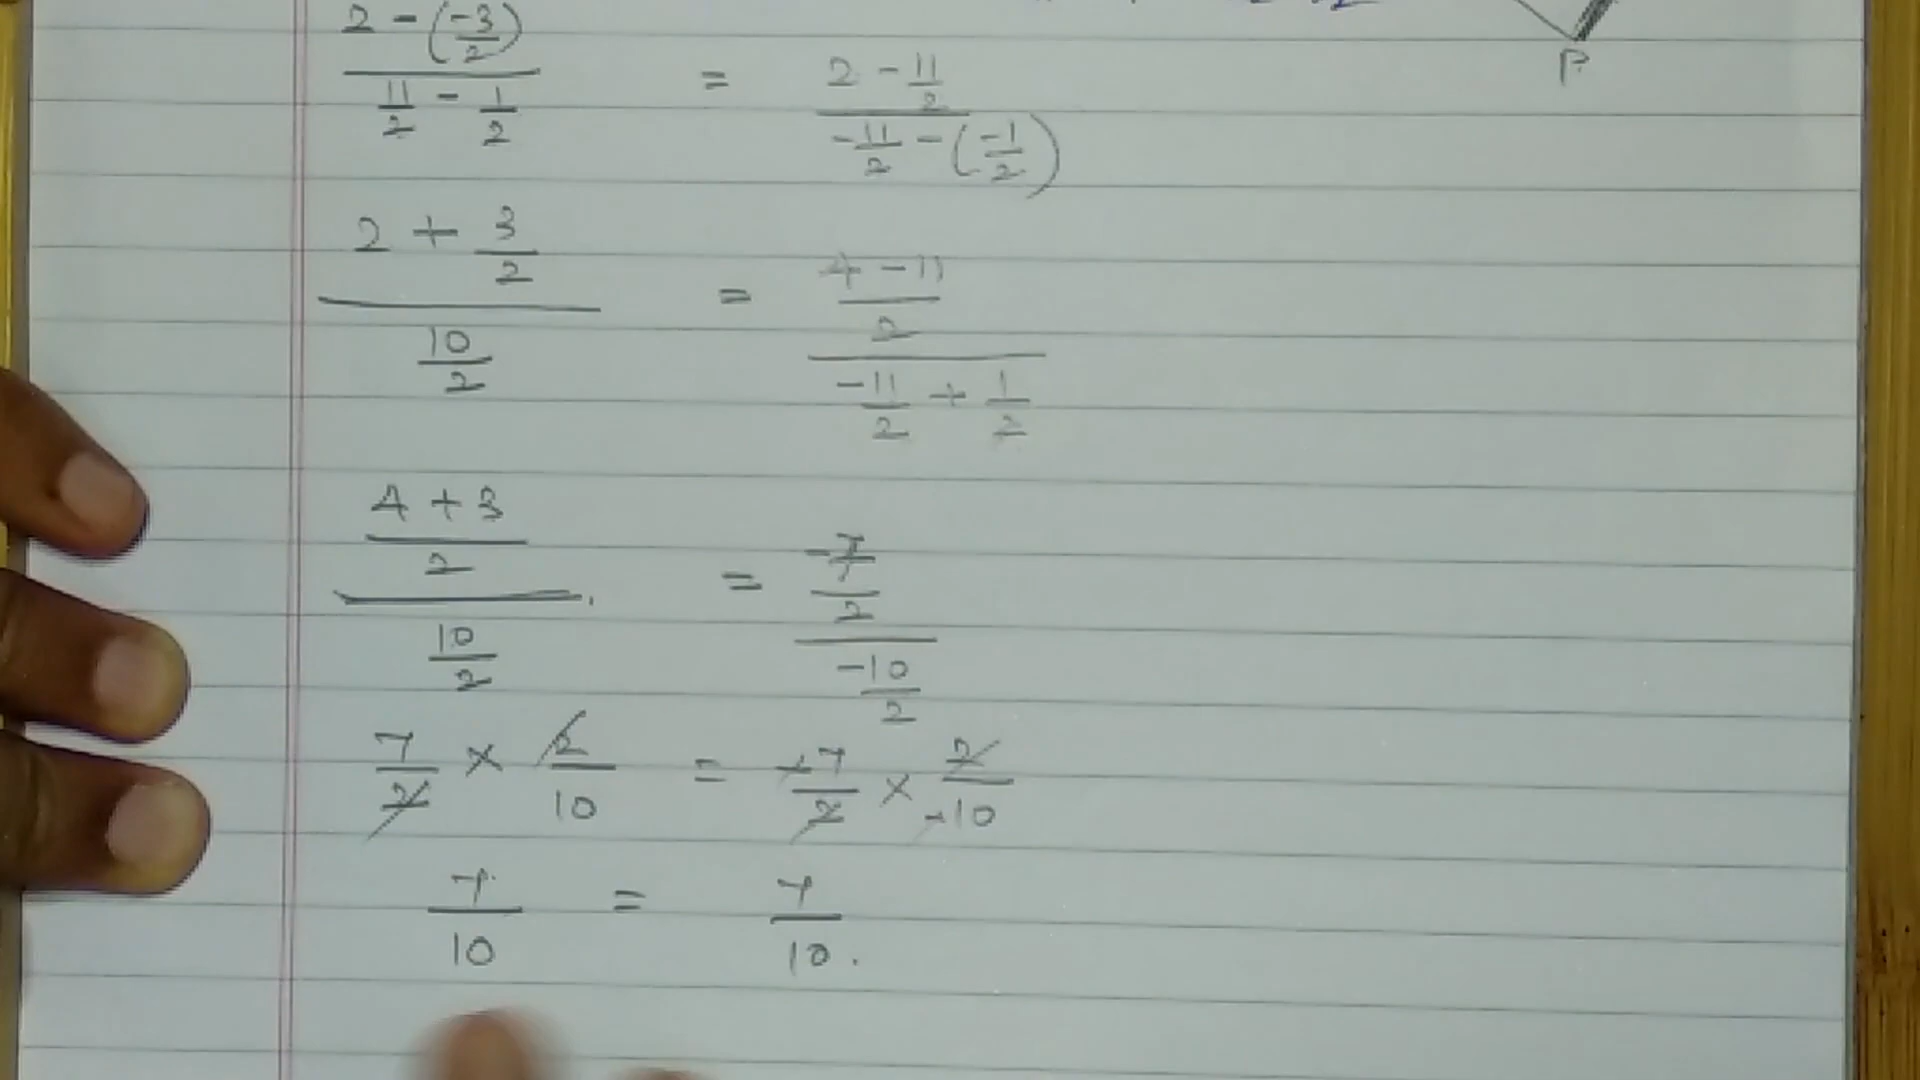 P
(2 - (-3/2)) / (11/2 - 1/2) = (2 - 11/2) / (-11/2 - (-1/2))
(2 + 3/2) / (10/2) = ((4 - 11)/2) / (-11/2 + 1/2)
((4 + 3)/2) / (10/2) = (-7/2) / (-10/2)
7/2 × 2/10 = -7/2 × 2/-10
7/10 = 7/10.